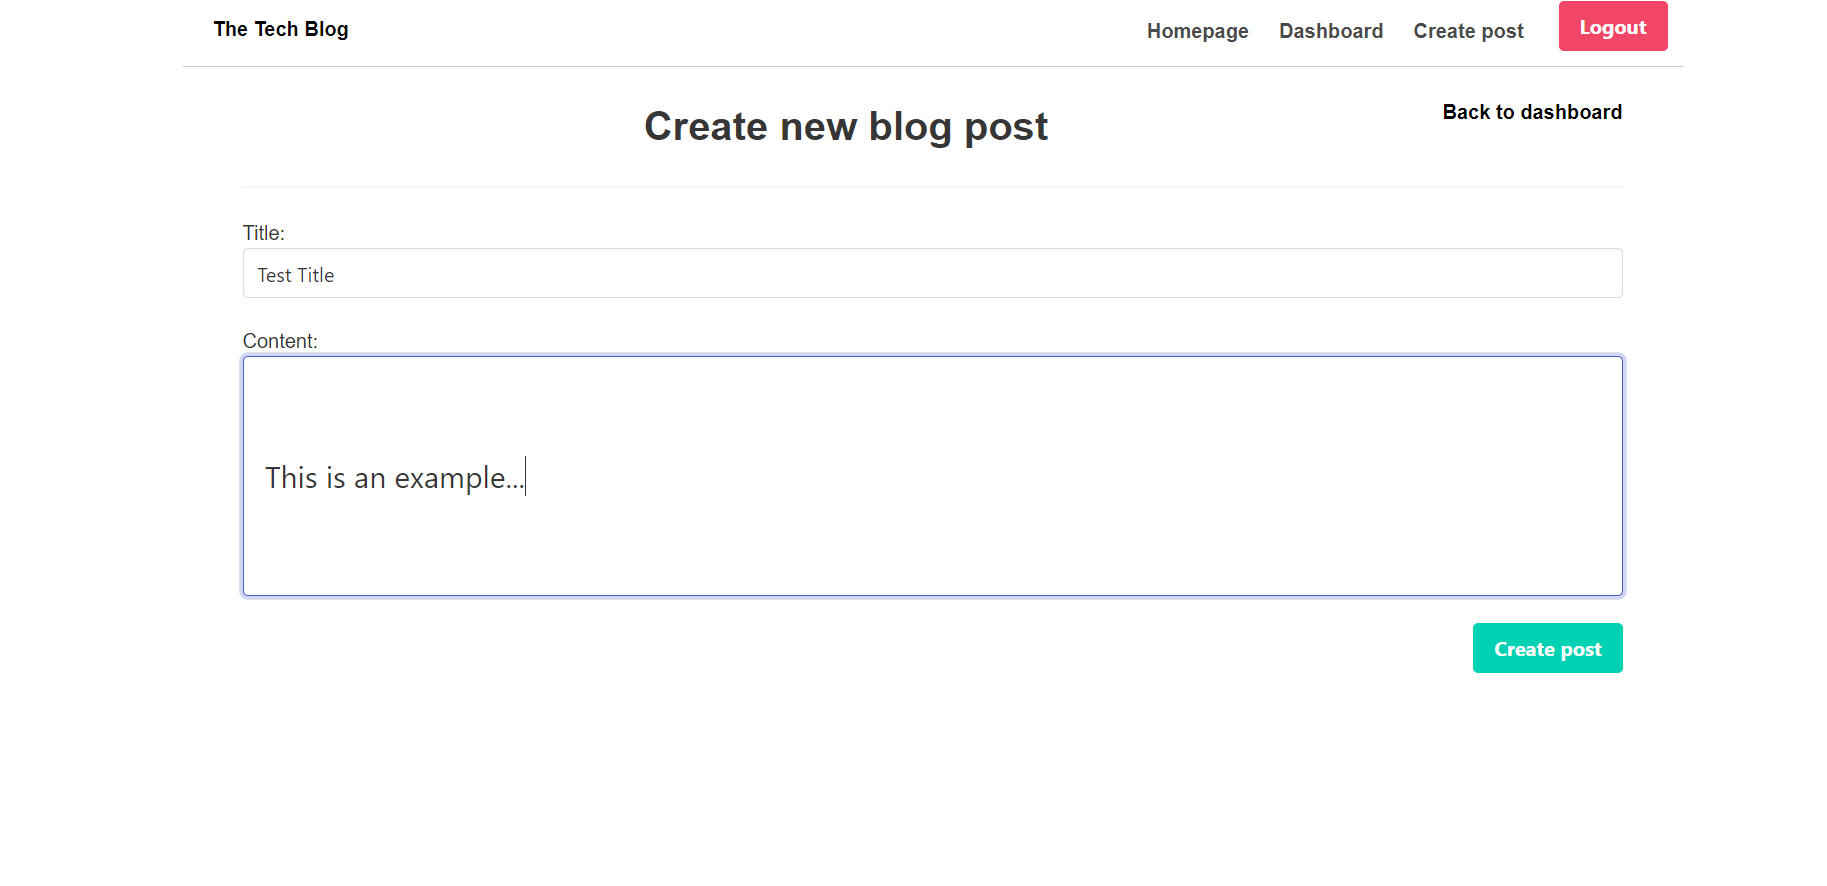 The Tech Blog
Homepage Dashboard Create post Logout
Create new blog post
Back to dashboard
Title:
Test Title
Content:
This is an example...
Create post